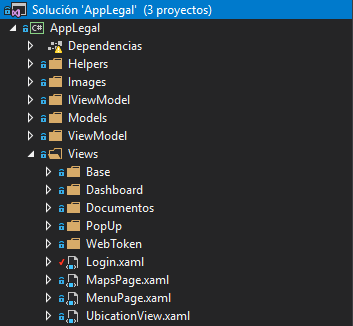 Solución 'AppLegal' (3 proyectos)
C# AppLegal
Dependencias
Helpers
Images
IViewModel
Models
ViewModel
Views
Base
Dashboard
Documentos
PopUp
WebToken
Login.xaml
MapsPage.xaml
MenuPage.xaml
UbicationView.xaml